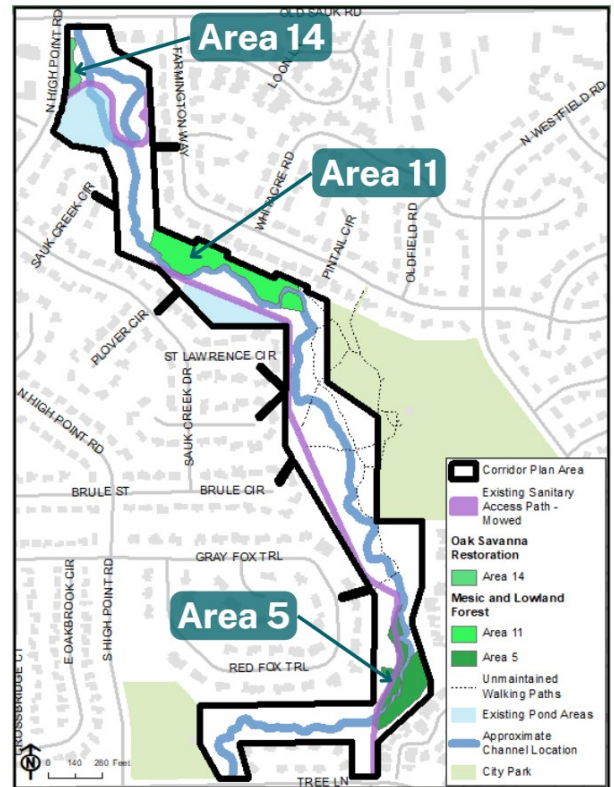 OLD SAUK RD
Area 14
N HIGH POINT RD
FARMINGTON WAY
LOON L
N WESTFIELD RD
Area 11
WHITACRE RD
SAUK CREEK CIR
PINTAIL CIR
OLDFIELD RD
PLOVER CIR
ST LAWRENCE CIR
SAUK CREEK DR
N HIGH POINT RD
BRULE ST
BRULE CIR
GRAY FOX TRL
E OAKBROOK CIR
S HIGH POINT RD
Area 5
RED FOX TRL
CROSSBRIDGE CT
TREE LN
N
0 140 280 Feet
Corridor Plan Area
Existing Sanitary
Access Path -
Mowed
Oak Savanna
Restoration
Area 14
Mesic and Lowland
Forest
Area 11
Area 5
Unmaintained
Walking Paths
Existing Pond Areas
Approximate
Channel Location
City Park